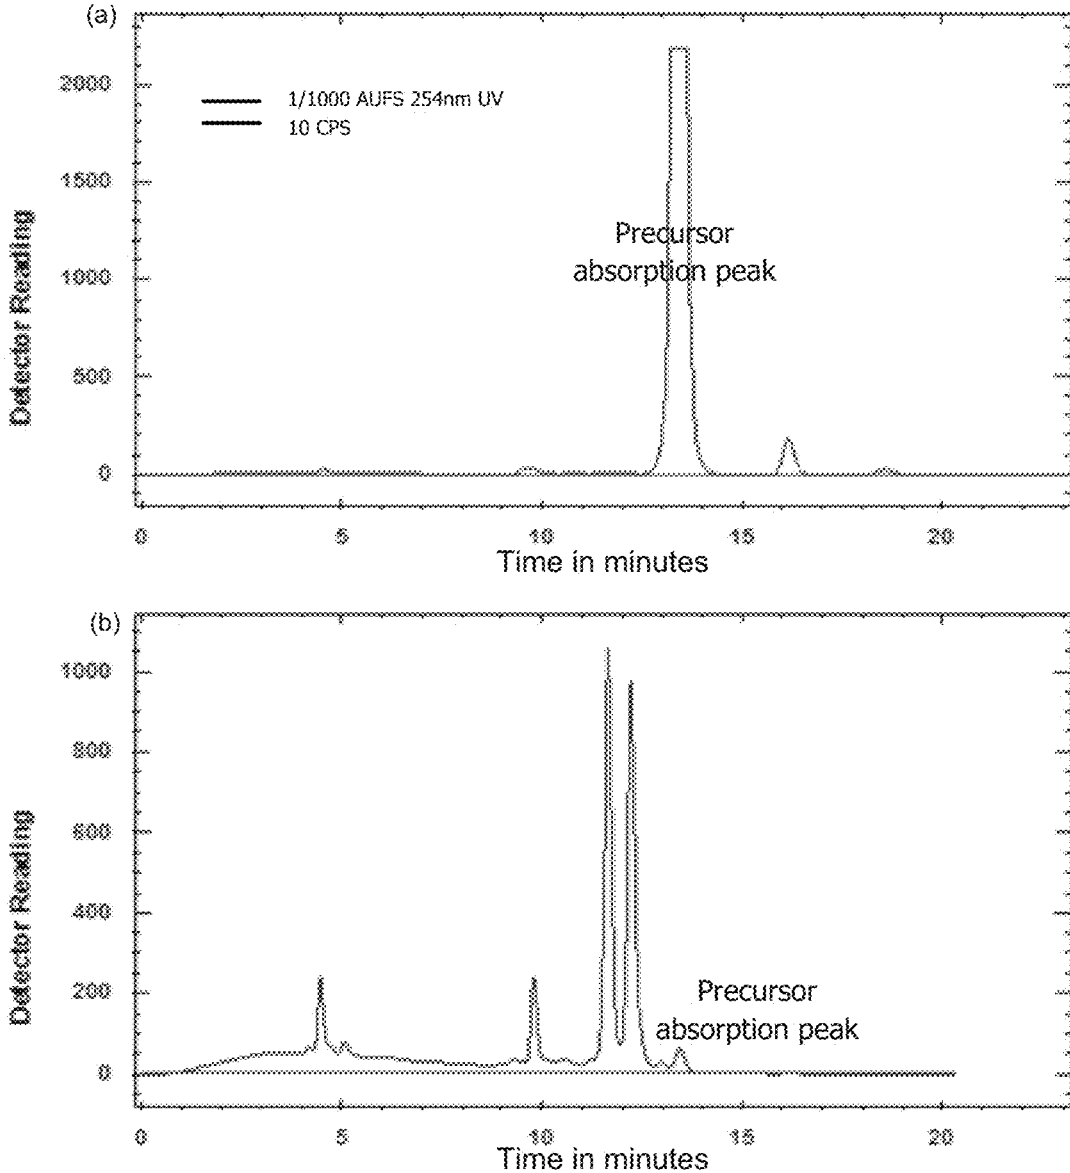 (a)
2000
1500
1000
500
0
Detector Reading
1/1000 AUFS 254nm UV
10 CPS
Precursor
absorption peak
0 5 10 15 20
Time in minutes
(b)
1000
800
600
400
200
0
Detector Reading
Precursor
absorption peak
0 5 10 15 20
Time in minutes